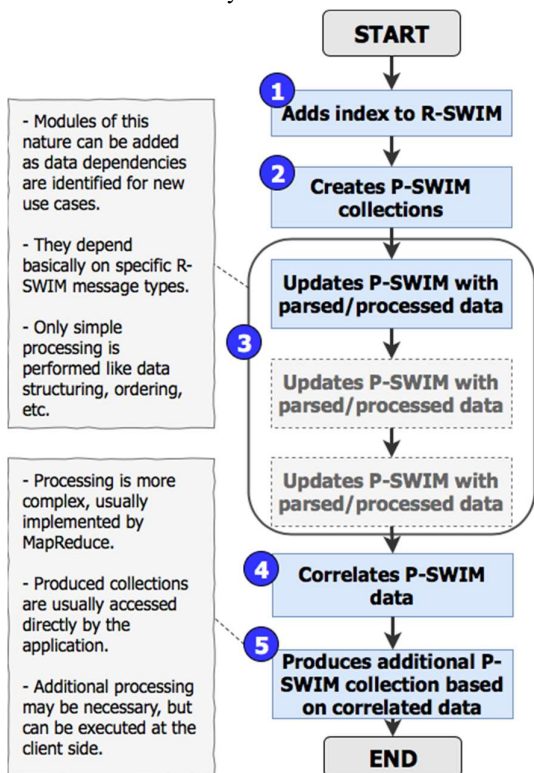 START
1
Adds index to R-SWIM
2
Creates P-SWIM
collections
- Modules of this
nature can be added
as data dependencies
are identified for new
use cases.
- They depend
basically on specific R-
SWIM message types.
- Only simple
processing is
performed like data
structuring, ordering,
etc.
3
Updates P-SWIM with
parsed/processed data
Updates P-SWIM with
parsed/processed data
Updates P-SWIM with
parsed/processed data
4
Correlates P-SWIM
data
- Processing is more
complex, usually
implemented by
MapReduce.
- Produced collections
are usually accessed
directly by the
application.
- Additional processing
may be necessary, but
can be executed at the
client side.
5
Produces additional P-
SWIM collection based
on correlated data
END